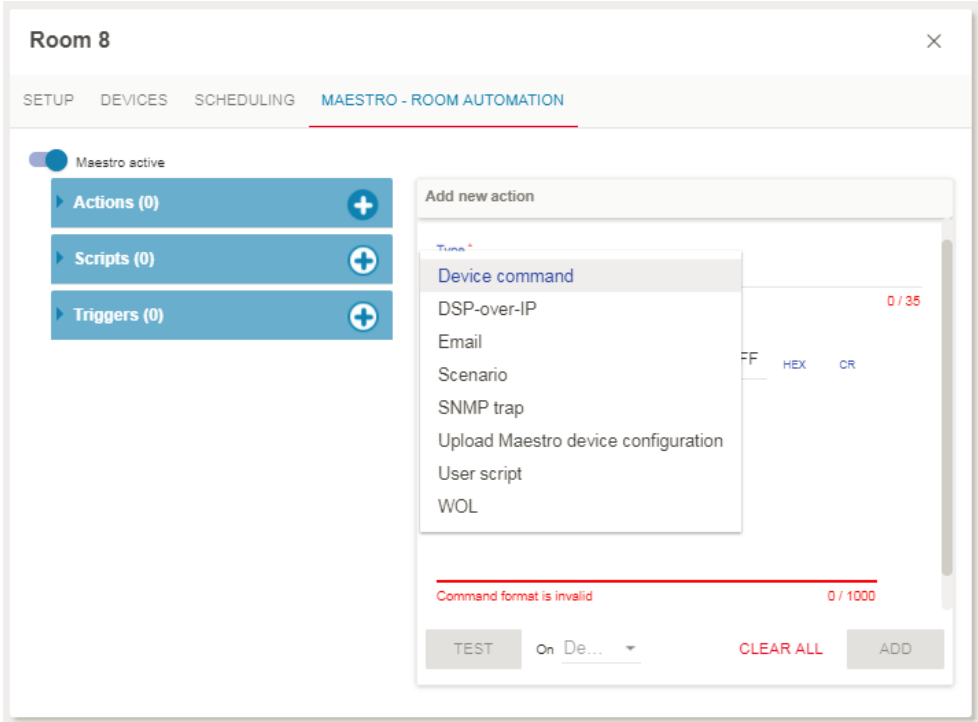 Room 8
SETUP DEVICES SCHEDULING MAESTRO - ROOM AUTOMATION
Maestro active
Actions (0)
Scripts (0)
Triggers (0)
Add new action
Type *
Device command
DSP-over-IP
Email
Scenario
SNMP trap
Upload Maestro device configuration
User script
WOL
0 / 35
FF HEX CR
Command format is invalid 0 / 1000
TEST On De... CLEAR ALL ADD